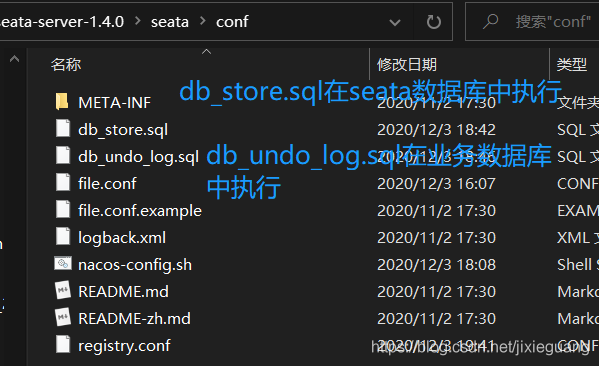 seata-server-1.4.0 › seata › conf 搜索"conf"
名称 修改日期 类型
META-INF 2020/11/2 17:30 文件夹
db_store.sql在seata数据库中执行
db_store.sql 2020/12/3 18:42 SQL 文
db_undo_log.sql 2020/12/3 18:46 SQL 文
db_undo_log.sql在业务数据库
中执行
file.conf 2020/12/3 16:07 CONF
file.conf.example 2020/11/2 17:30 EXAM
logback.xml 2020/11/2 17:30 XML 文
nacos-config.sh 2020/12/3 18:08 Shell S
README.md 2020/11/2 17:30 Markd
README-zh.md 2020/11/2 17:30 Markd
registry.conf 2020/12/3 19:41 CONF
https://blog.csdn.net/jixieguang